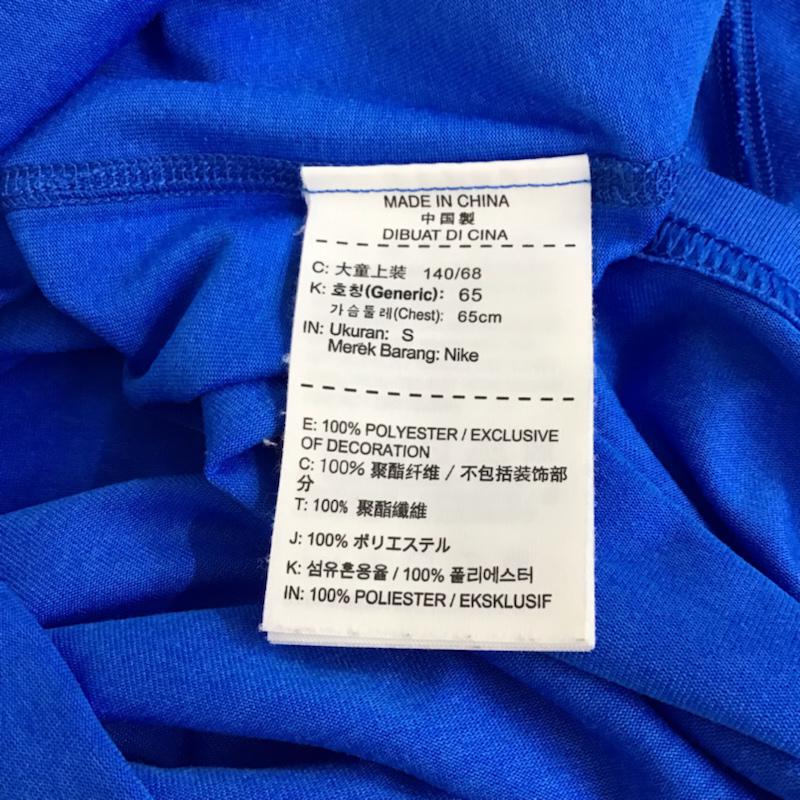 MADE IN CHINA
中国製
DIBUAT DI CINA
C: 大童上装 140/68
K: 호칭(Generic): 65
가슴둘레(Chest): 65cm
IN: Ukuran: S
Merek Barang: Nike
E: 100% POLYESTER / EXCLUSIVE
OF DECORATION
C: 100% 聚酯纤维 / 不包括装饰部
分
T: 100% 聚酯纖維
J: 100% ポリエステル
K: 섬유혼용율 / 100% 폴리에스터
IN: 100% POLIESTER / EKSKLUSIF